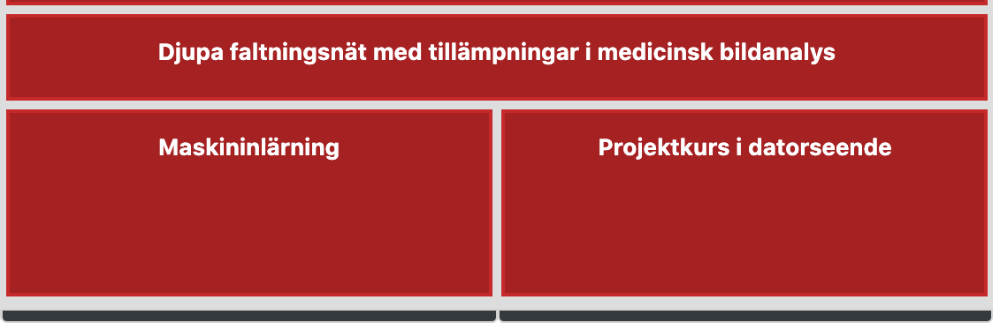 Djupa faltningsnät med tillämpningar i medicinsk bildanalys
Maskininlärning
Projektkurs i datorseende